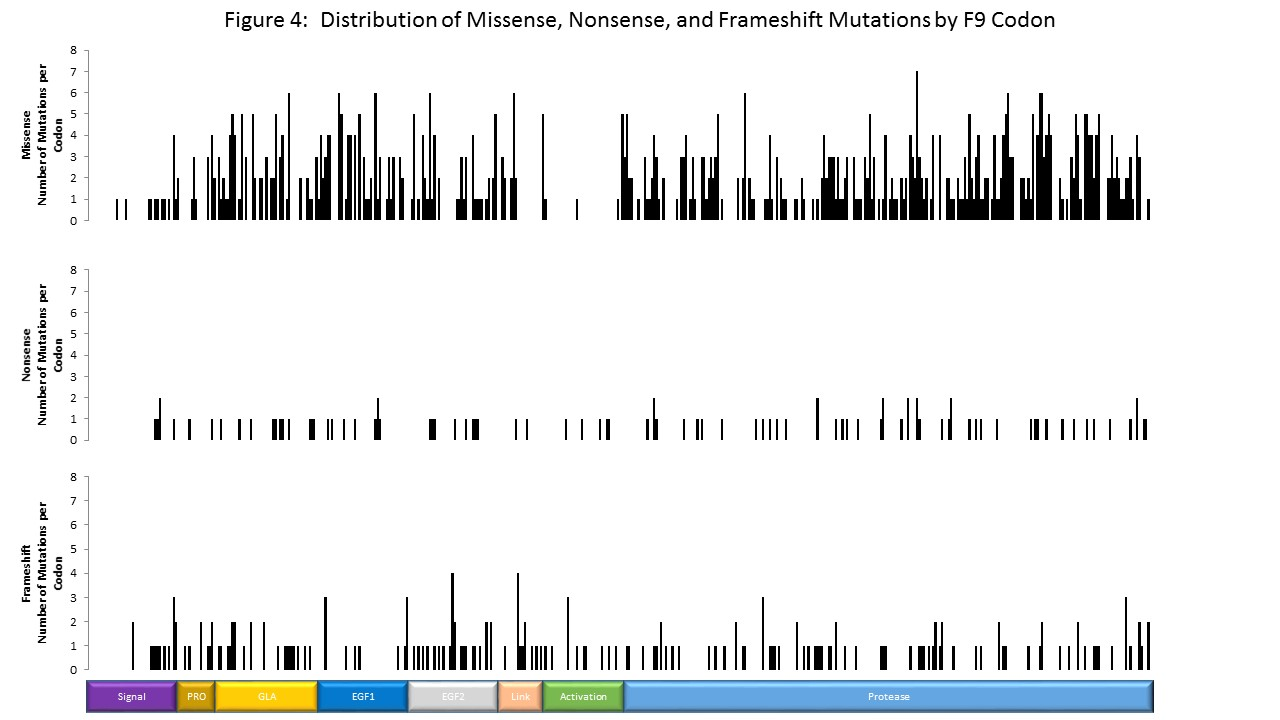 Figure 4: Distribution of Missense, Nonsense, and Frameshift Mutations by F9 Codon
Missense
Number of Mutations per
Codon
8
7
6
5
4
3
2
1
0
Nonsense
Number of Mutations per
Codon
8
7
6
5
4
3
2
1
0
Frameshift
Number of Mutations per
Codon
8
7
6
5
4
3
2
1
0
Signal PRO GLA EGF1 EGF2 Link Activation Protease